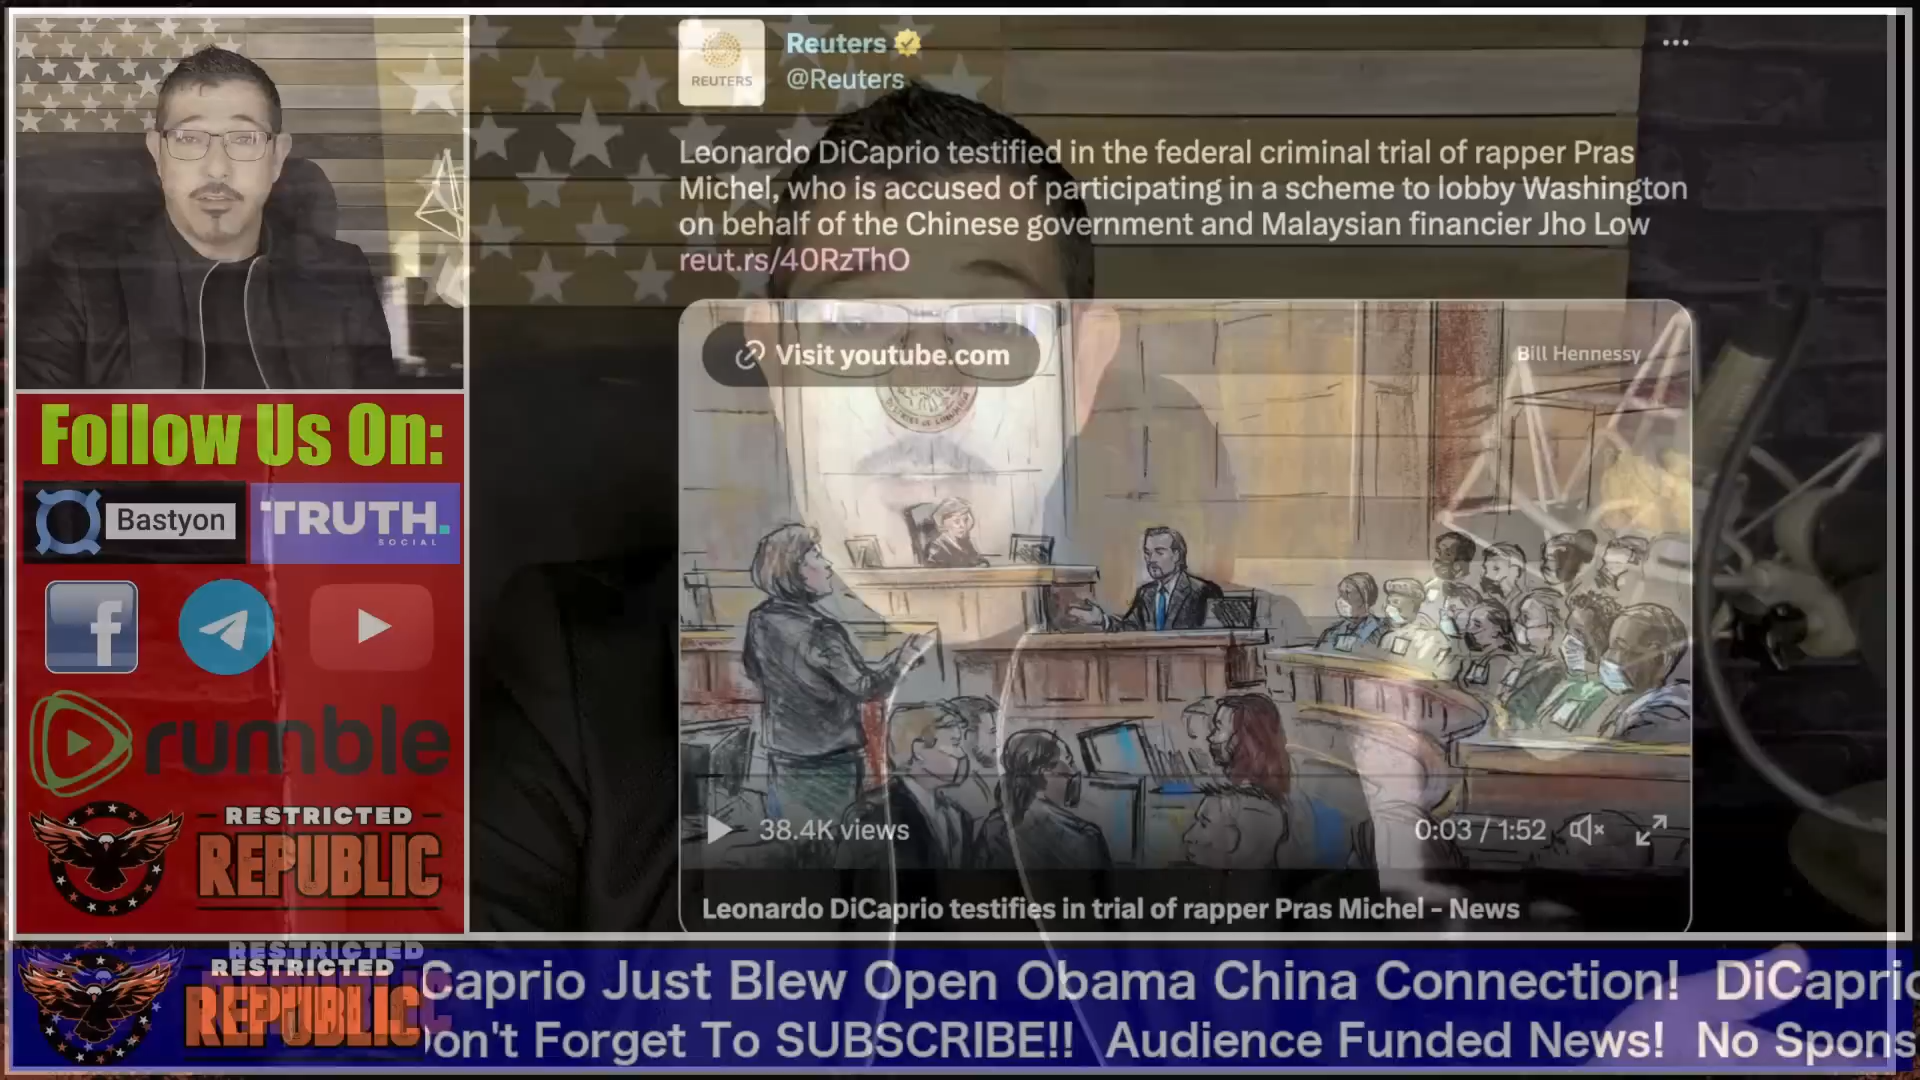 Reuters
@Reuters
REUTERS
Leonardo DiCaprio testified in the federal criminal trial of rapper Pras
Michel, who is accused of participating in a scheme to lobby Washington
on behalf of the Chinese government and Malaysian financier Jho Low
reut.rs/40RzThO
Visit youtube.com
Bill Hennessy
38.4K views
0:03 / 1:52
Leonardo DiCaprio testifies in trial of rapper Pras Michel - News
Follow Us On:
Bastyon
TRUTH.
SOCIAL
f
rumble
RESTRICTED
REPUBLIC
RESTRICTED
RESTRICTED
REPUBLIC
Caprio Just Blew Open Obama China Connection! DiCapric
on't Forget To SUBSCRIBE!! Audience Funded News! No Spons